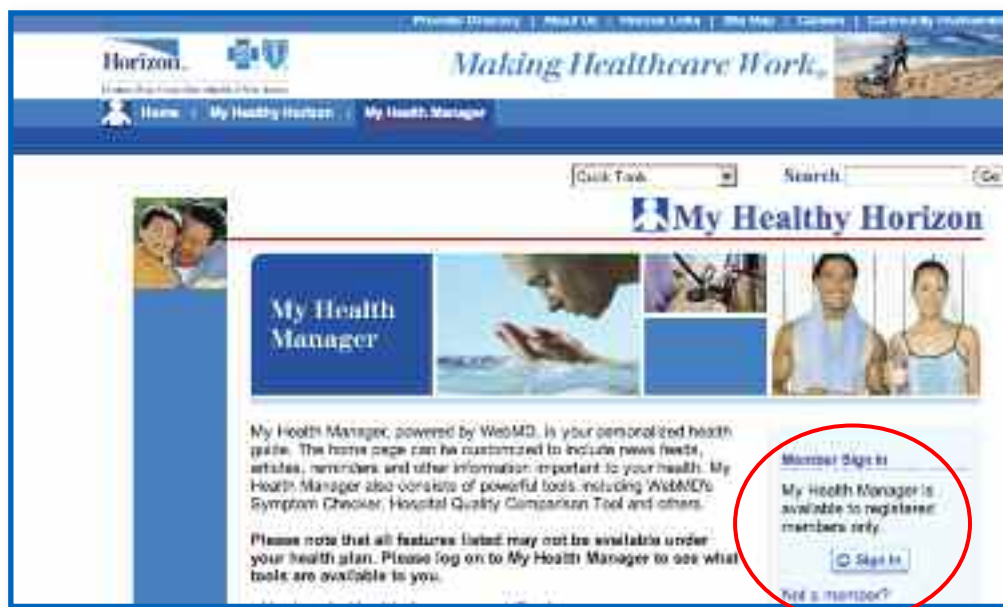 Provider Directory | About Us | Horizon Links | Site Map | Careers | Community
Horizon
Making Healthcare Work.
Home | My Healthy Horizon | My Health Manager
Quick Tools
Search
Go
My Healthy Horizon
My Health
Manager
My Health Manager, powered by WebMD, is your personalized health
guide. The home page can be customized to include news feeds,
articles, reminders and other information important to your health. My
Health Manager also consists of powerful tools including WebMD's
Symptom Checker, Hospital Quality Comparison Tool and others.
Please note that all features listed may not be available under
your health plan. Please log on to My Health Manager to see what
tools are available to you.
Member Sign In
My Health Manager is
available to registered
members only.
Sign In
Not a member?